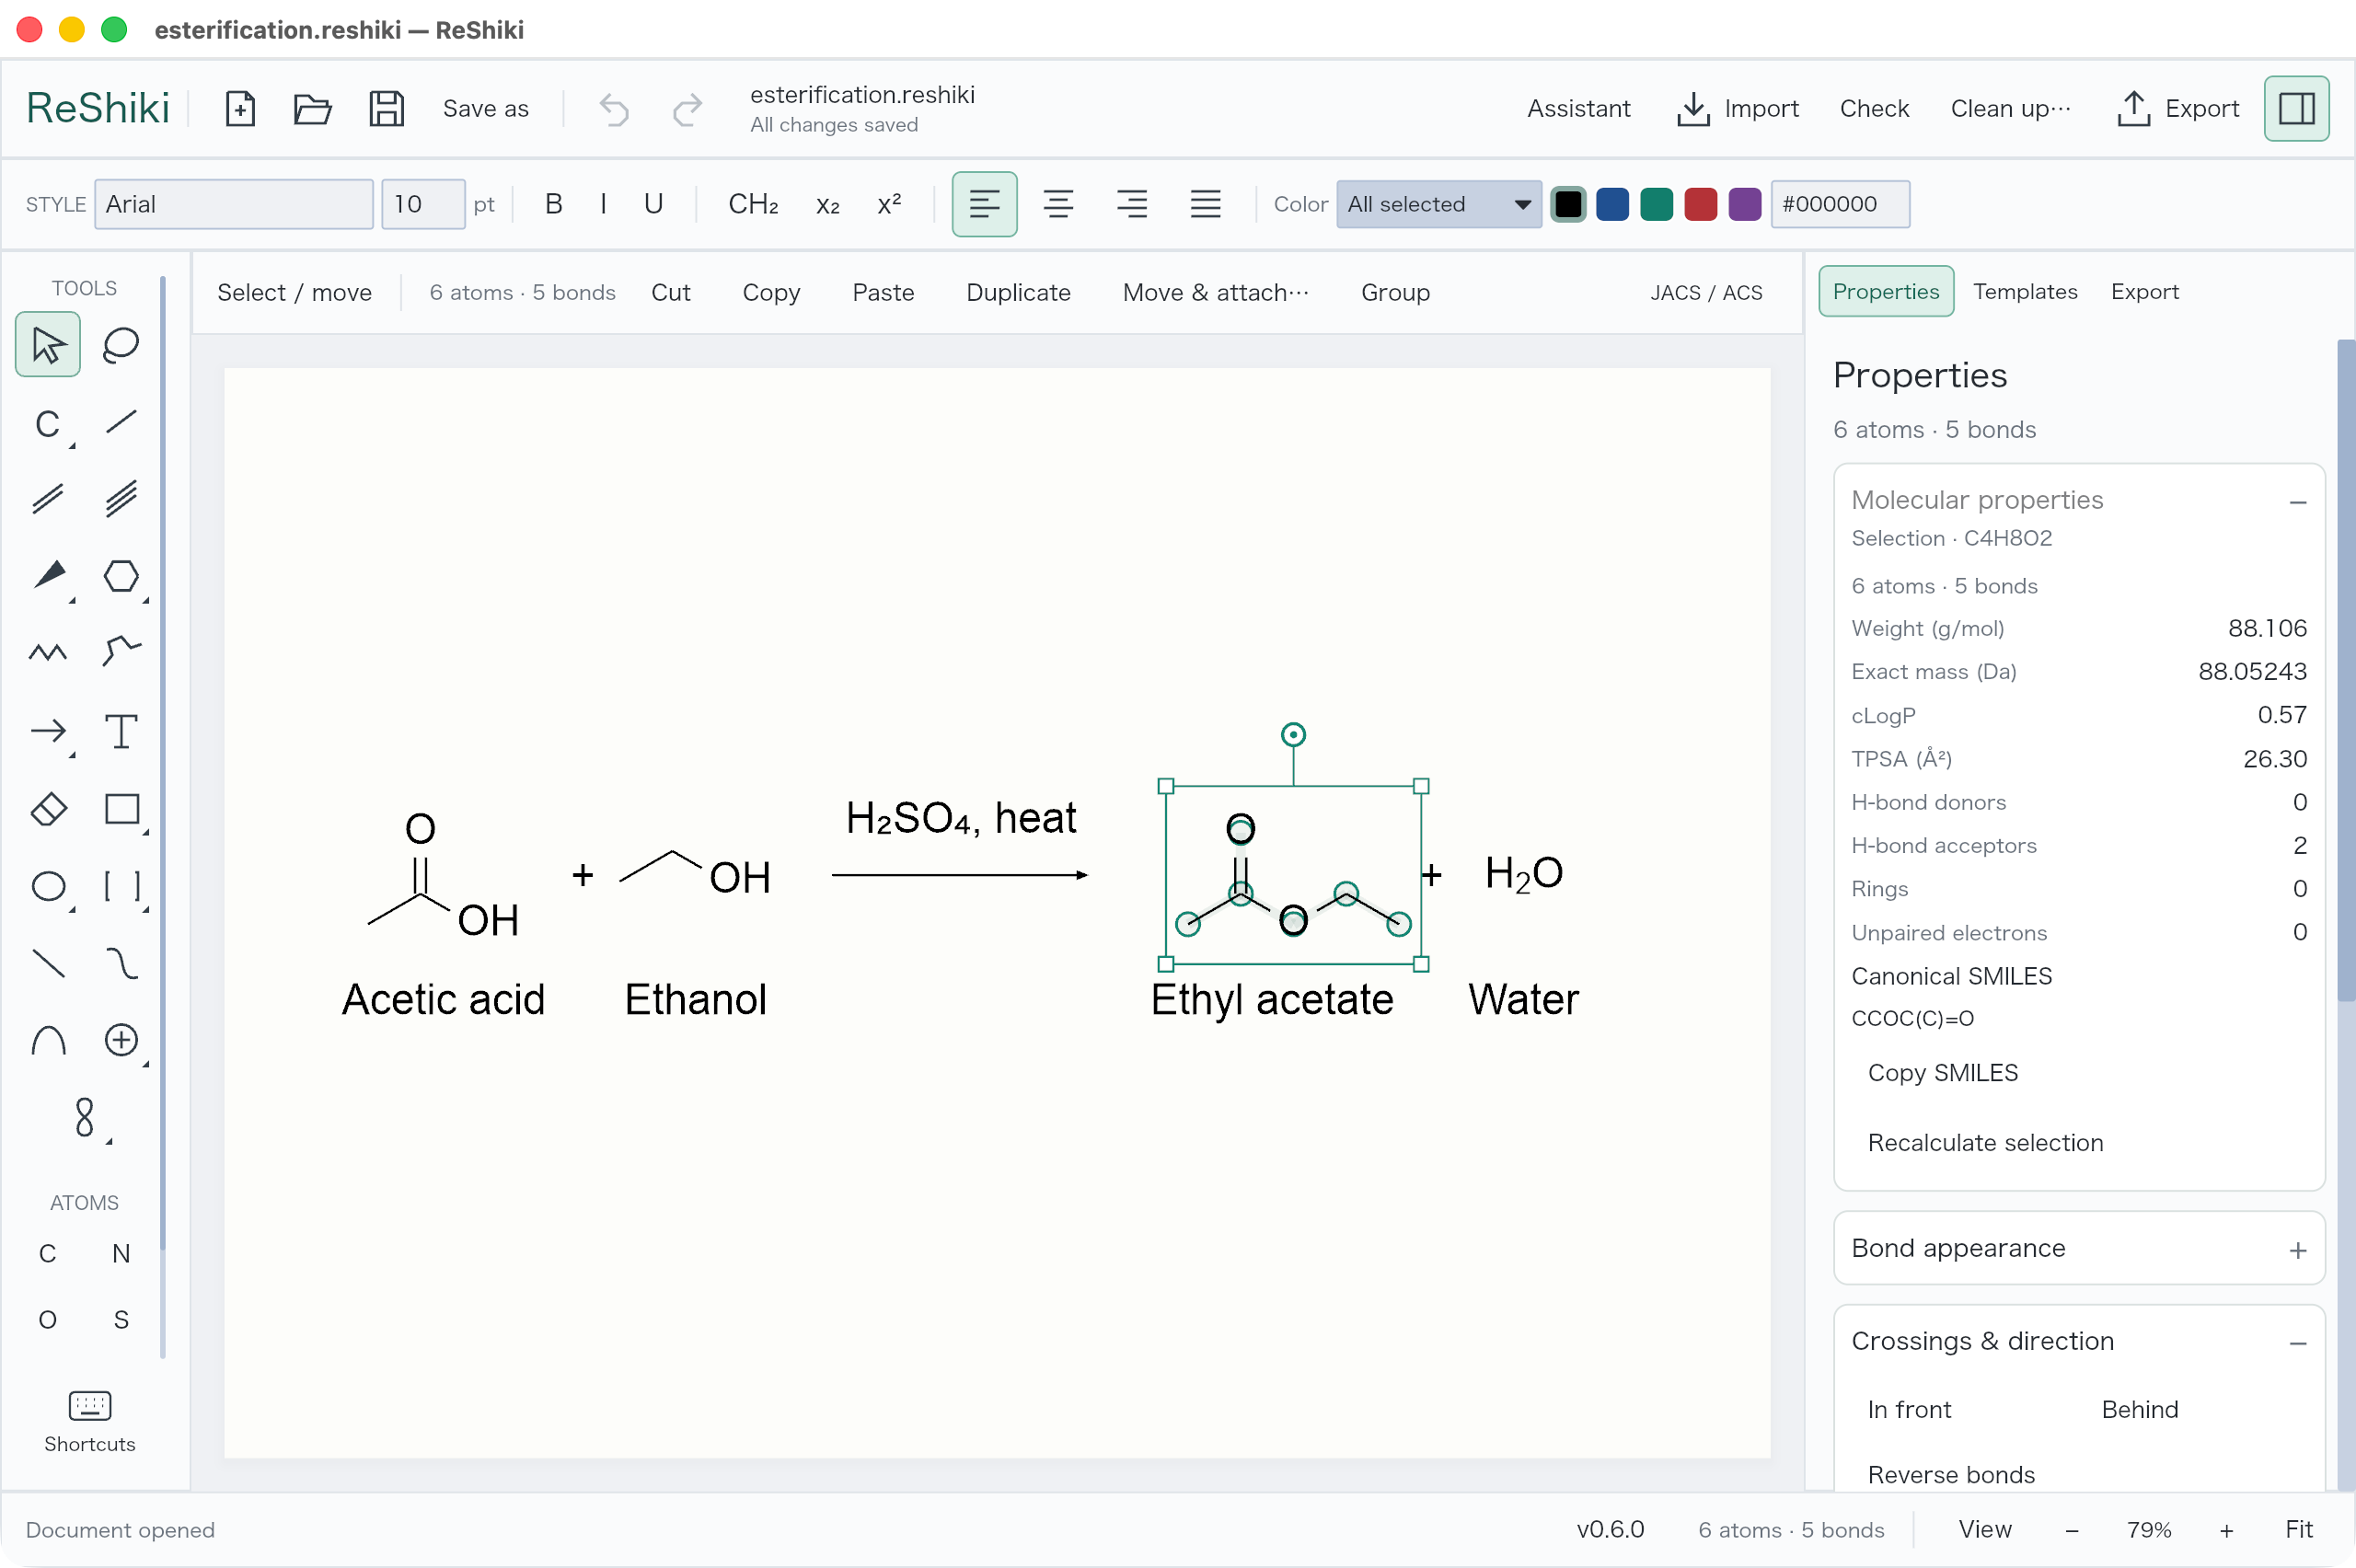 esterification.reshiki — ReShiki
ReShiki
Save as
esterification.reshiki
All changes saved
Assistant
Import
Check
Clean up···
Export
STYLE
Arial
10
pt
B
I
U
CH₂
x₂
x²
Color
All selected
#000000
TOOLS
Select / move
6 atoms · 5 bonds
Cut
Copy
Paste
Duplicate
Move & attach···
Group
JACS / ACS
Properties
Templates
Export
C
T
[ ]
ATOMS
C N
O S
Shortcuts
O
OH
+
OH
H₂SO₄, heat
O
O
+
H₂O
Acetic acid
Ethanol
Ethyl acetate
Water
Properties
6 atoms · 5 bonds
Molecular properties −
Selection · C4H8O2
6 atoms · 5 bonds
Weight (g/mol) 88.106
Exact mass (Da) 88.05243
cLogP 0.57
TPSA (Å²) 26.30
H-bond donors 0
H-bond acceptors 2
Rings 0
Unpaired electrons 0
Canonical SMILES
CCOC(C)=O
Copy SMILES
Recalculate selection
Bond appearance +
Crossings & direction −
In front Behind
Reverse bonds
Document opened
v0.6.0
6 atoms · 5 bonds
View
− 79% +
Fit